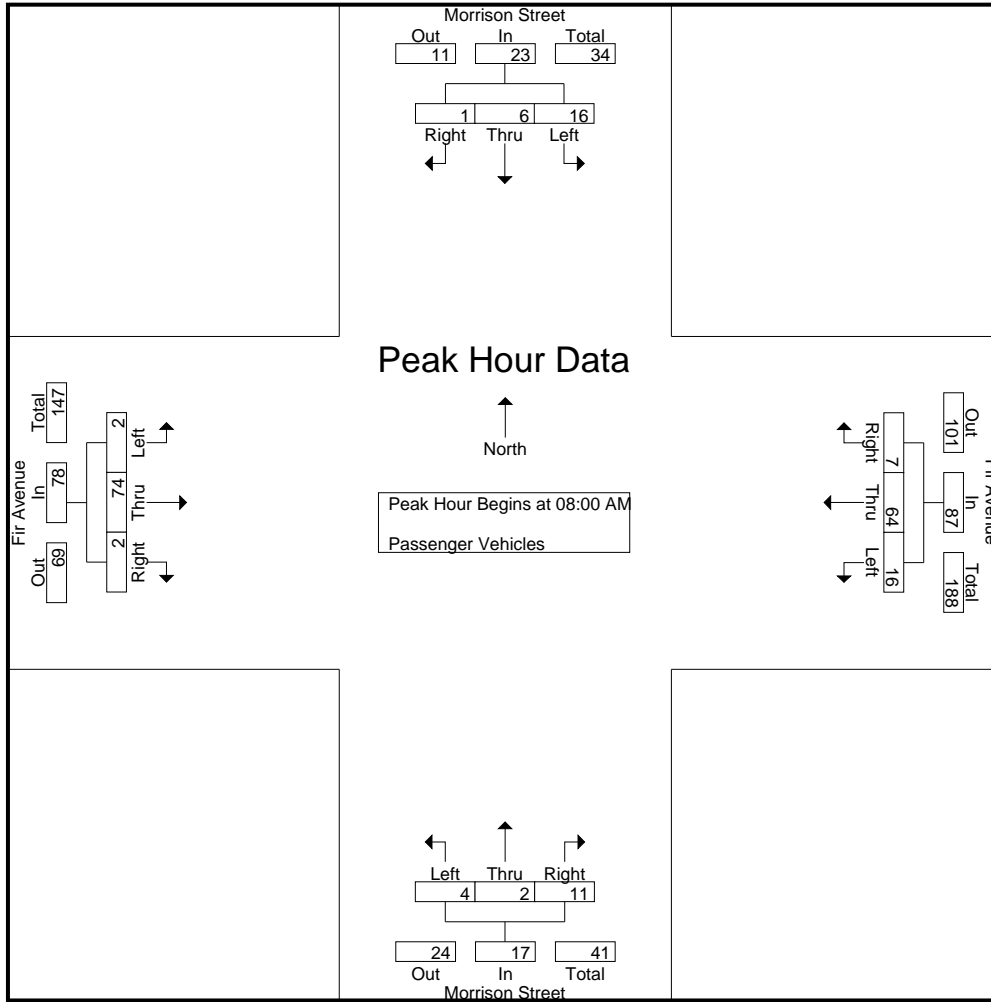 Morrison Street
Out In Total
11 23 34
1 6 16
Right Thru Left
Peak Hour Data
North
Peak Hour Begins at 08:00 AM
Passenger Vehicles
Fir Avenue
Out In Total
69 78 147
Right Thru Left
2 74 2
Fir Avenue
Out In Total
101 87 188
Right Thru Left
7 64 16
Left Thru Right
4 2 11
24 17 41
Out In Total
Morrison Street